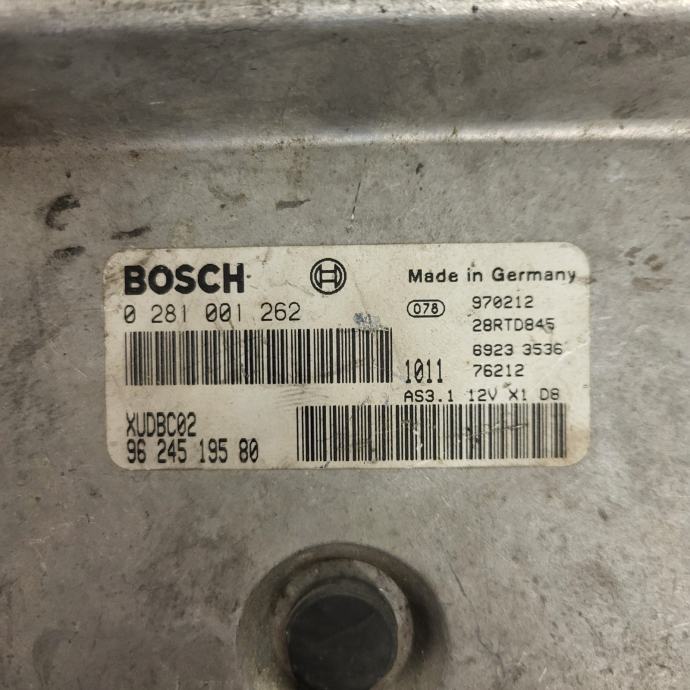 BOSCH
Made in Germany
0 281 001 262
078 970212
28RTD845
6923 3536
1011 76212
AS3.1 12V X1 D8
XUDBC02
96 245 195 80